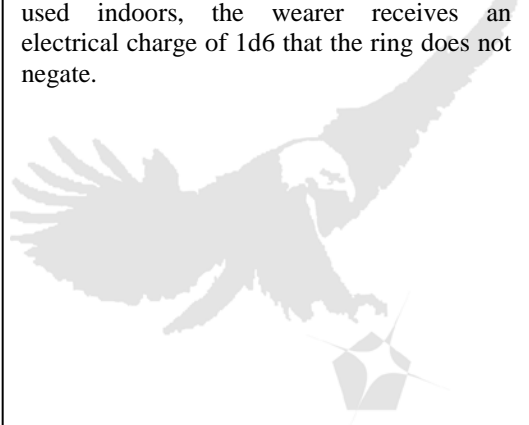 used indoors, the wearer receives an
electrical charge of 1d6 that the ring does not
negate.